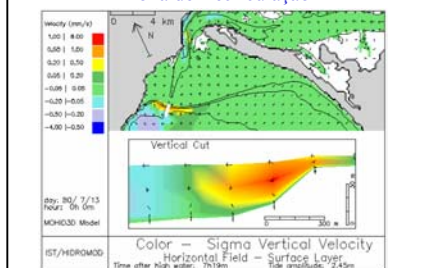 Velocity (mm/s)
0 4 km
N
1,00 | 8.00
0,50 | 1.00
0,20 | 0,50
0,05 | 0,20
-0,05 | 0,05
-0,20 |-0,05
-0,50 |-0,20
-4,00 |-0,50
Vertical Cut
300 m
day: 80/ 7/13
hour: 0h 0m
MOHID3D Model
IST/HIDROMOD
Color - Sigma Vertical Velocity
Horizontal Field - Surface Layer
Time after high water: 7h19m Tide amplitude: 2.45m